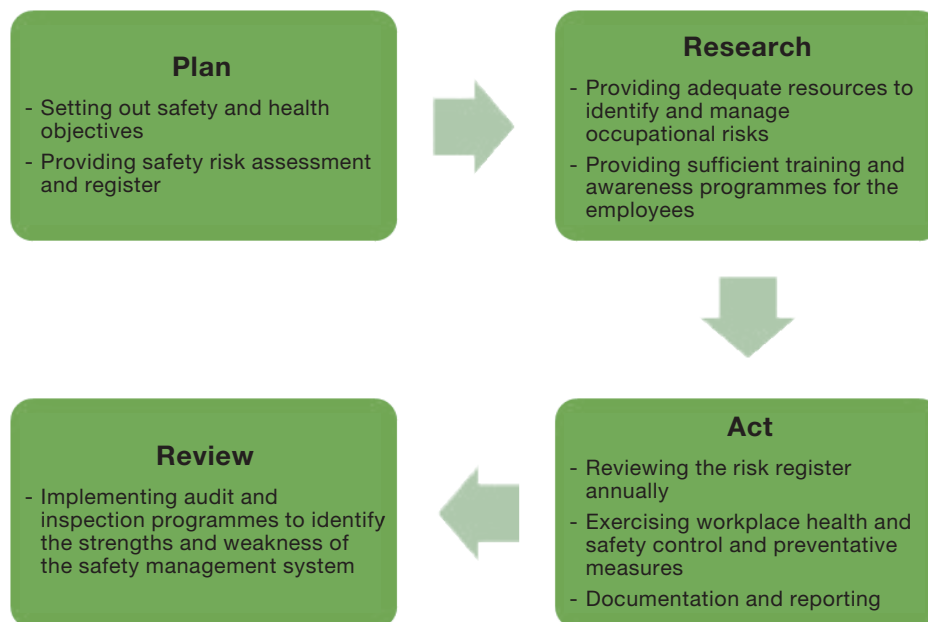 Plan
- Setting out safety and health
objectives
- Providing safety risk assessment
and register
Research
- Providing adequate resources to
identify and manage
occupational risks
- Providing sufficient training and
awareness programmes for the
employees
Act
- Reviewing the risk register
annually
- Exercising workplace health and
safety control and preventative
measures
- Documentation and reporting
Review
- Implementing audit and
inspection programmes to identify
the strengths and weakness of
the safety management system